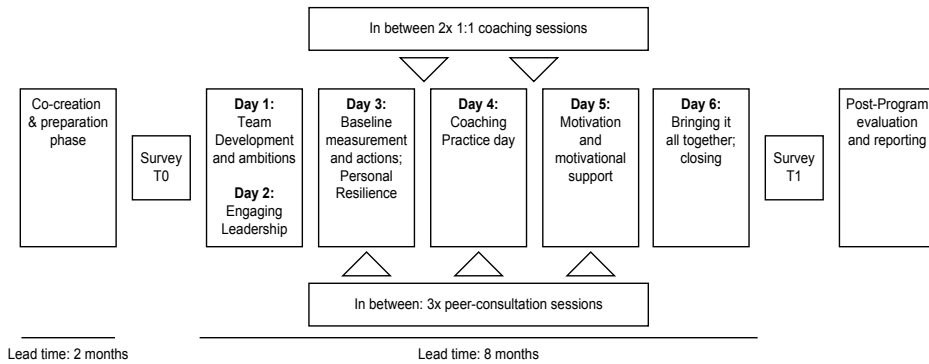 In between 2x 1:1 coaching sessions
Co-creation
& preparation
phase
Survey
T0
Day 1:
Team
Development
and ambitions
Day 2:
Engaging
Leadership
Day 3:
Baseline
measurement
and actions;
Personal
Resilience
Day 4:
Coaching
Practice day
Day 5:
Motivation
and
motivational
support
Day 6:
Bringing it
all together;
closing
Survey
T1
Post-Program
evaluation
and reporting
In between: 3x peer-consultation sessions
Lead time: 2 months
Lead time: 8 months